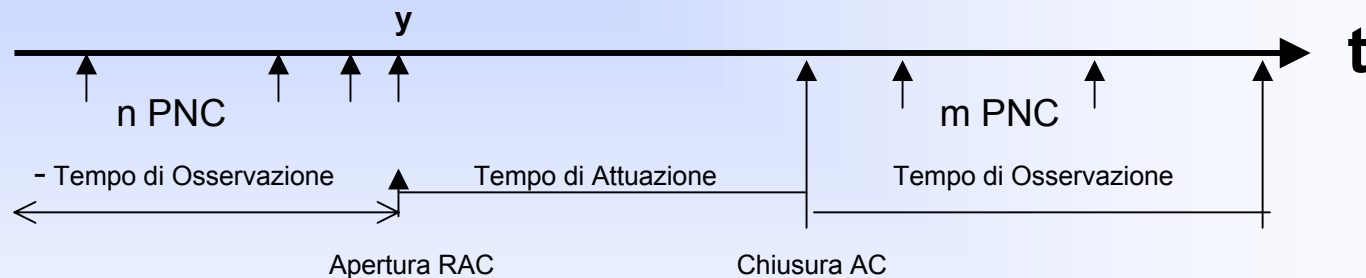 y
t
n PNC
m PNC
- Tempo di Osservazione
Tempo di Attuazione
Tempo di Osservazione
Apertura RAC
Chiusura AC